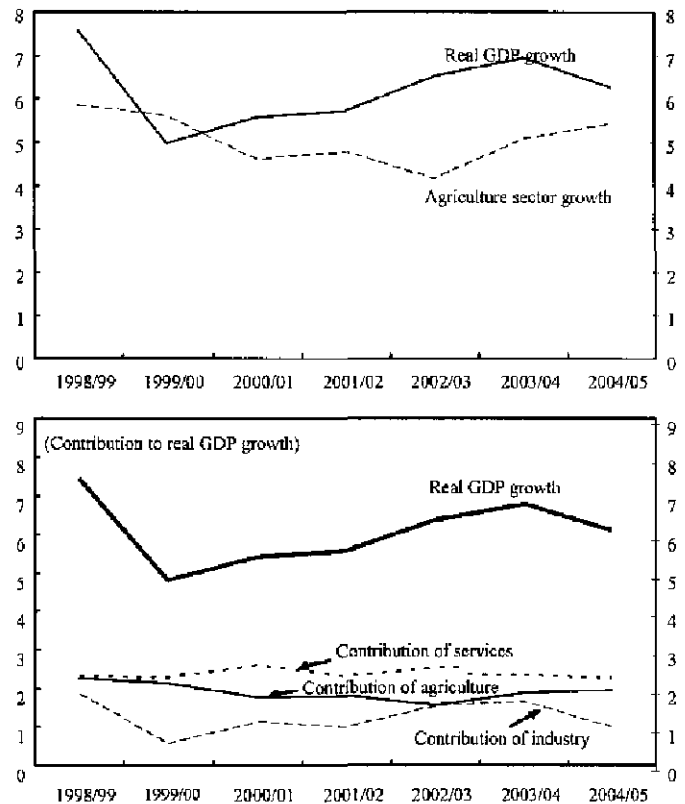 8 8
Real GDP growth
7 7
6 6
5 5
4 4
Agriculture sector growth
3 3
2 2
1 1
0 0
1998/99 1999/00 2000/01 2001/02 2002/03 2003/04 2004/05
9 9
(Contribution to real GDP growth)
8 8
Real GDP growth
7 7
6 6
5 5
4 4
3 3
Contribution of services
2 2
Contribution of agriculture
1 1
Contribution of industry
0 0
1998/99 1999/00 2000/01 2001/02 2002/03 2003/04 2004/05